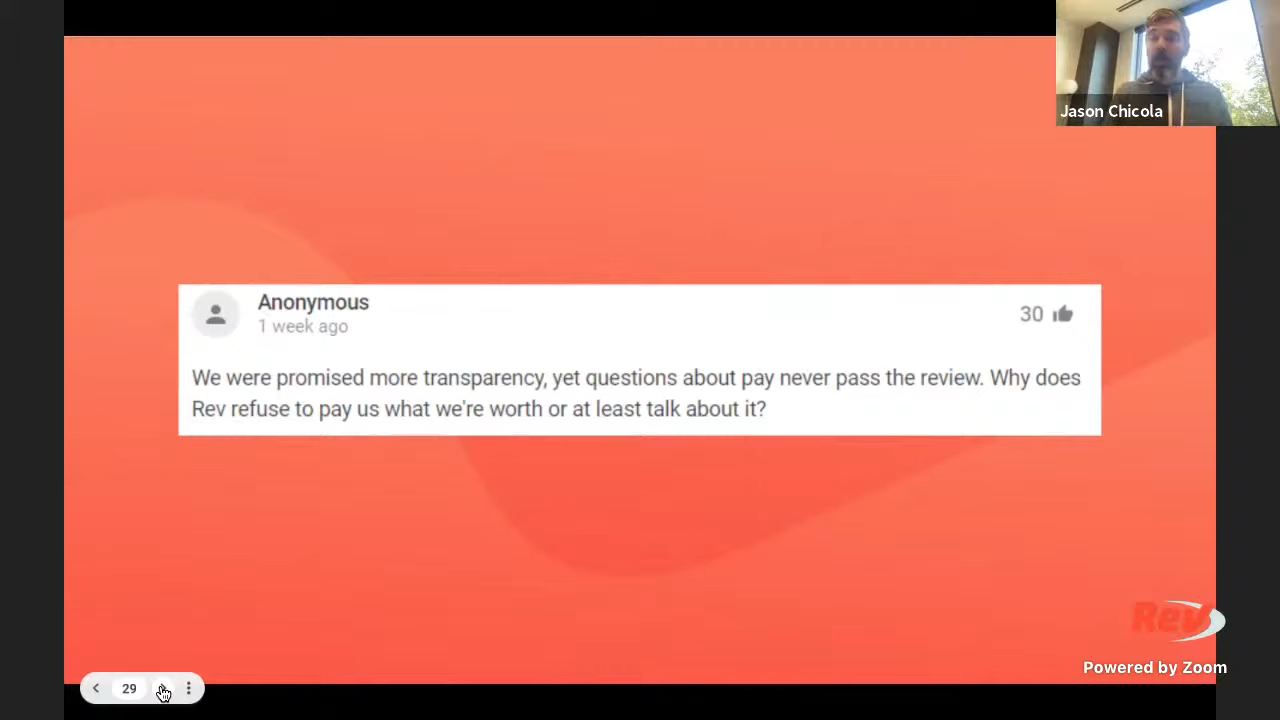 Jason Chicola
Anonymous
1 week ago
30
We were promised more transparency, yet questions about pay never pass the review. Why does
Rev refuse to pay us what we're worth or at least talk about it?
Rev
Powered by Zoom
29